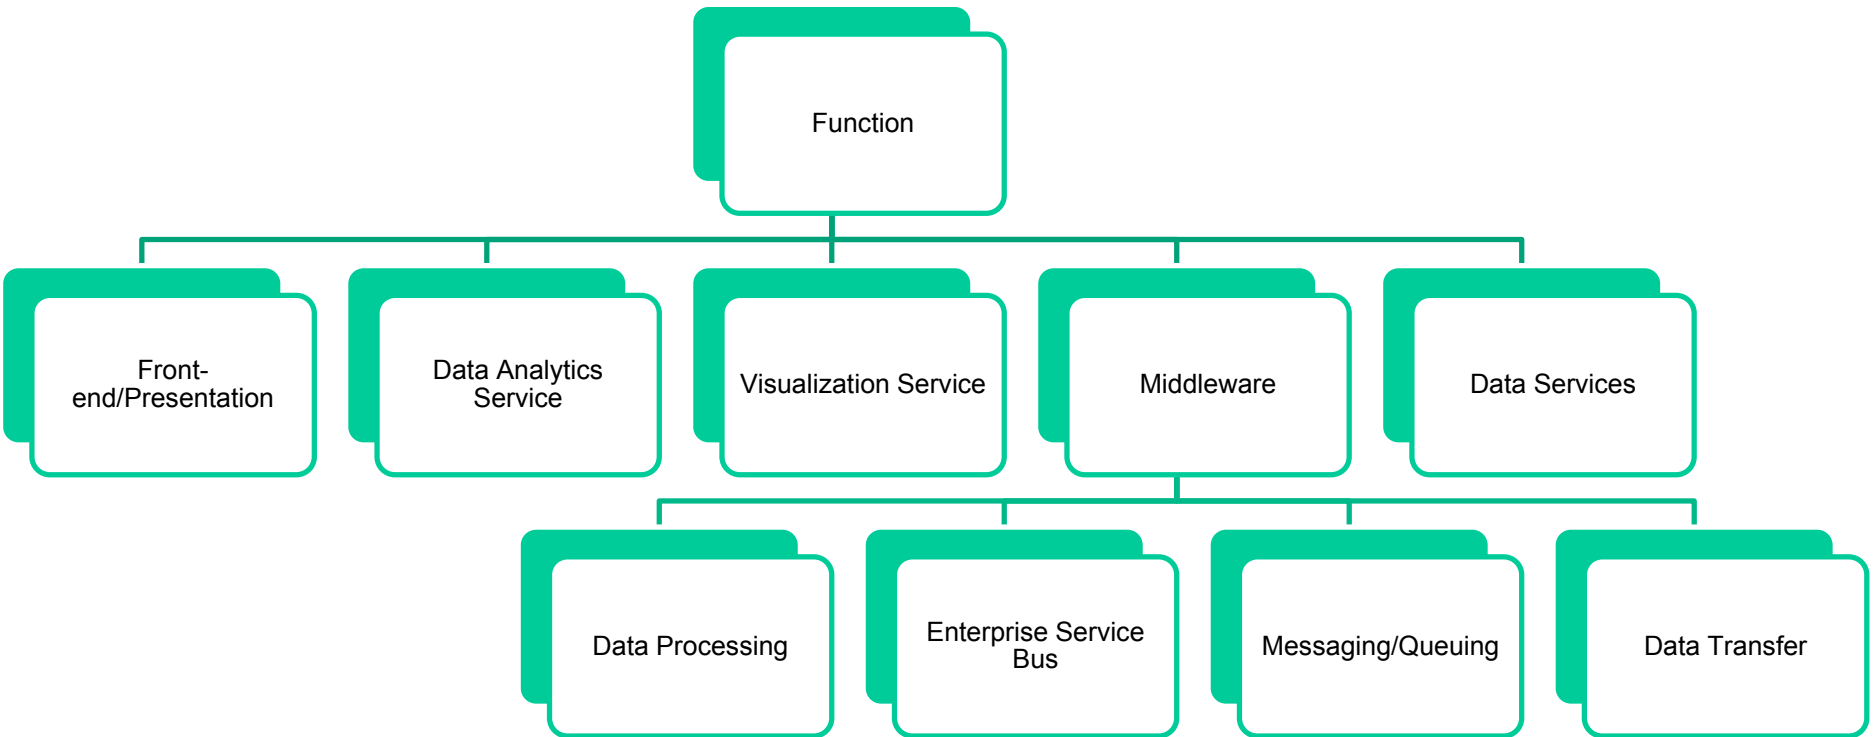 Function
Front-
end/Presentation
Data Analytics
Service
Visualization Service
Middleware
Data Services
Data Processing
Enterprise Service
Bus
Messaging/Queuing
Data Transfer